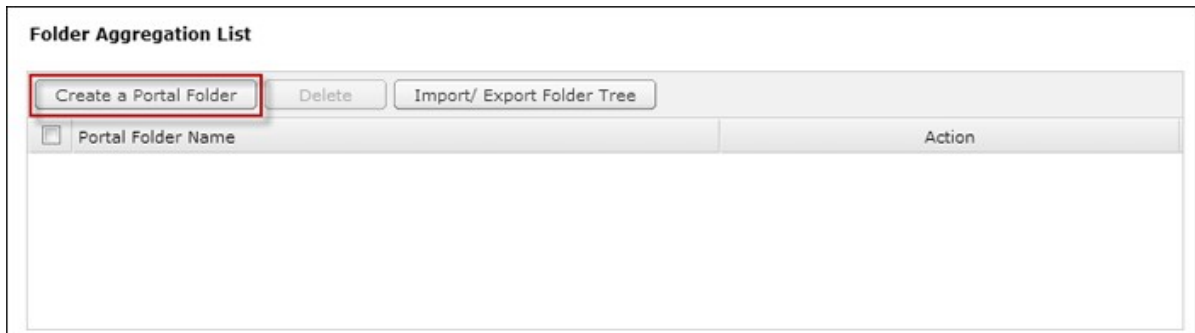 Folder Aggregation List
Create a Portal Folder Delete Import/ Export Folder Tree
Portal Folder Name Action